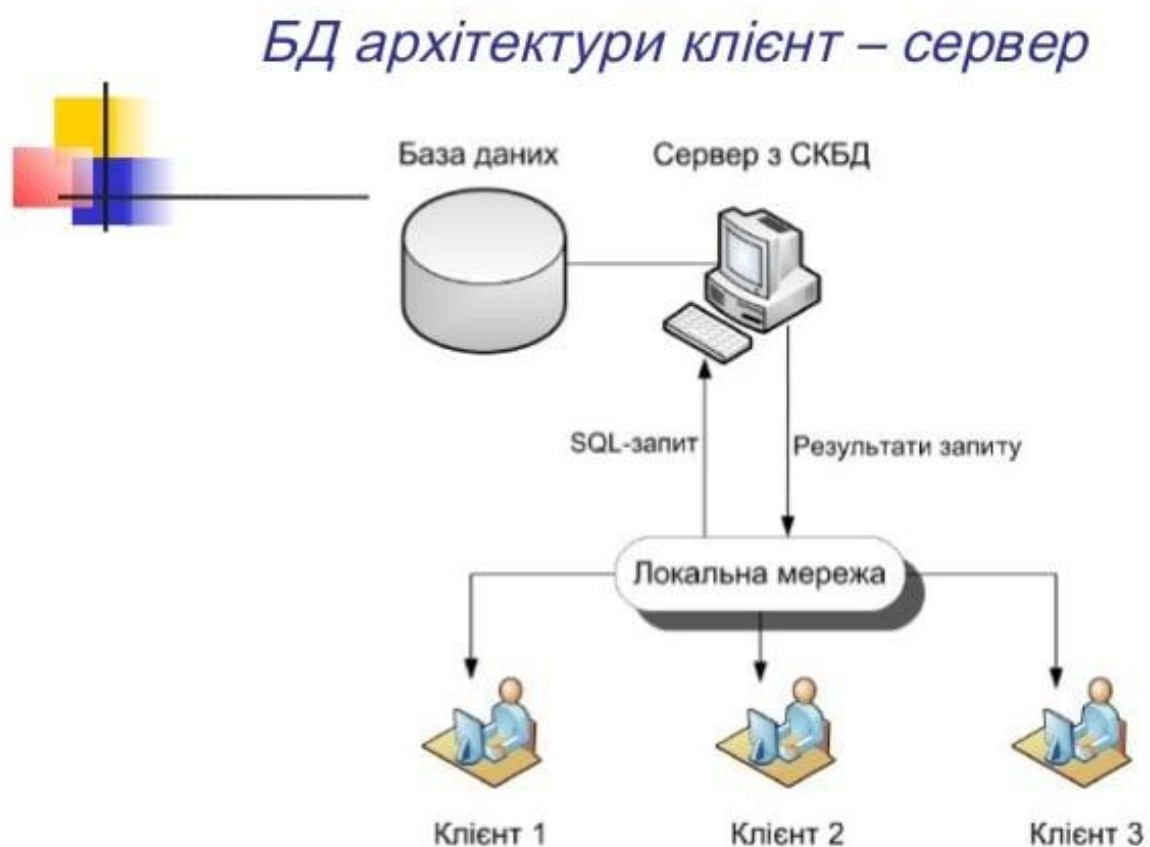 БД архітектури клієнт – сервер
База даних
Сервер з СКБД
SQL-запит
Результати запиту
Локальна мережа
Клієнт 1
Клієнт 2
Клієнт 3